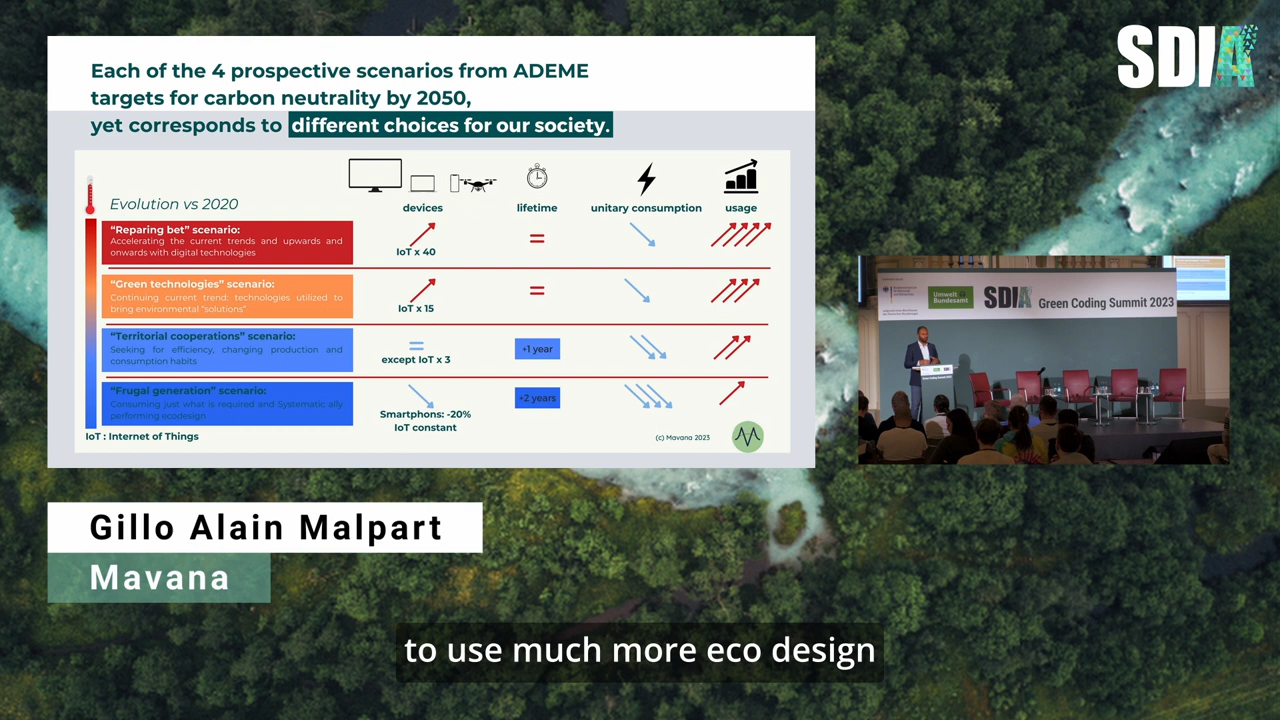 SDIA
Each of the 4 prospective scenarios from ADEME
targets for carbon neutrality by 2050,
yet corresponds to different choices for our society.
Evolution vs 2020
devices
lifetime
unitary consumption
usage
“Reparing bet” scenario:
Accelerating the current trends and upwards and
onwards with digital technologies
IoT x 40
=
“Green technologies” scenario:
Continuing current trend: technologies utilized to
bring environmental “solutions”
IoT x 15
=
“Territorial cooperations” scenario:
Seeking for efficiency, changing production and
consumption habits
=
except IoT x 3
+1 year
“Frugal generation” scenario:
Consuming just what is required and Systematic ally
performing ecodesign
Smartphones: -20%
IoT constant
+2 years
IoT : Internet of Things
(c) Mavana 2023
Umwelt
Bundesamt
SDIA
Green Coding Summit 2023
Green Coding Summit 2023
Gillo Alain Malpart
Mavana
to use much more eco design